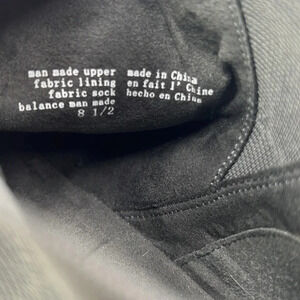 man made upper made in China
fabric lining en fait l' Chine
fabric sock hecho en China
balance man made
8 1/2